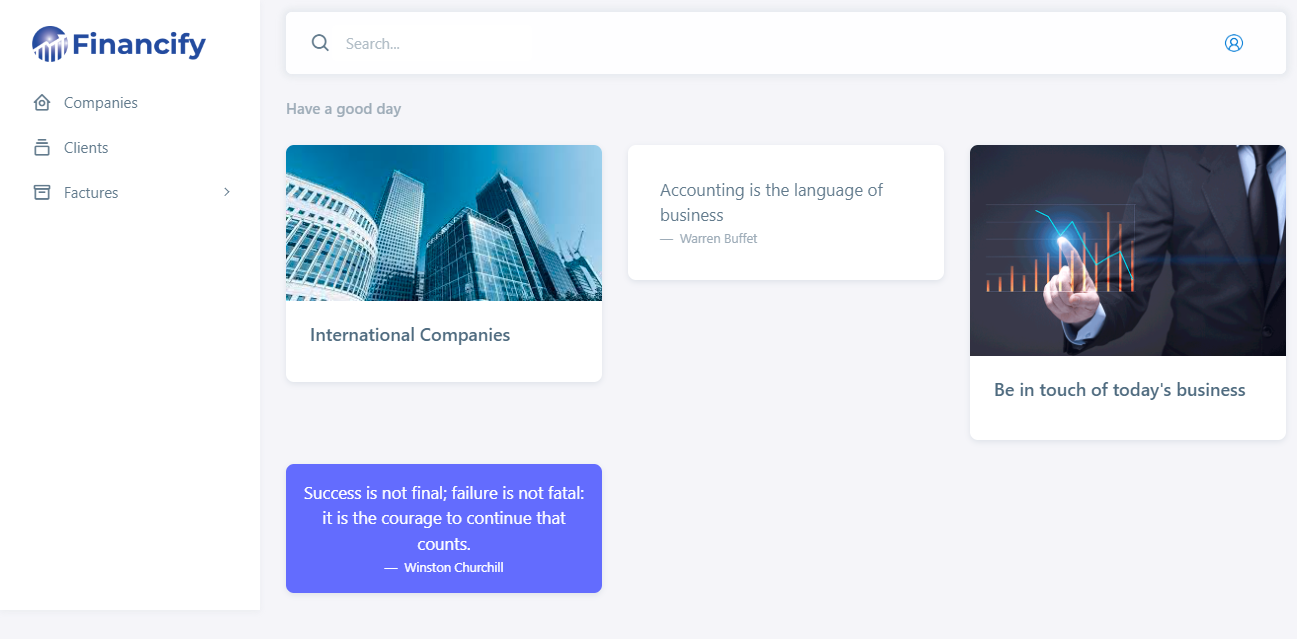 Financify
Search...
Companies
Clients
Factures
Have a good day
International Companies
Accounting is the language of
business
— Warren Buffet
Be in touch of today's business
Success is not final; failure is not fatal:
it is the courage to continue that
counts.
— Winston Churchill